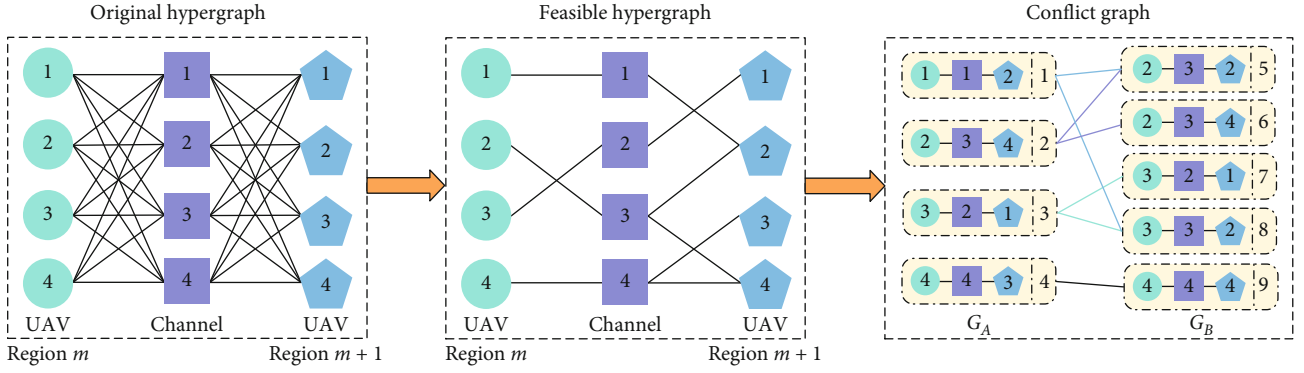 Original hypergraph
Feasible hypergraph
Conflict graph
1 1 1
2 2 2
3 3 3
4 4 4
UAV Channel UAV
Region m Region m + 1
1 1 1
2 2 2
3 3 3
4 4 4
UAV Channel UAV
Region m Region m + 1
1 1 2 1
2 3 4 2
3 2 1 3
4 4 3 4
G_A
2 3 2 5
2 3 4 6
3 2 1 7
3 3 2 8
4 4 4 9
G_B